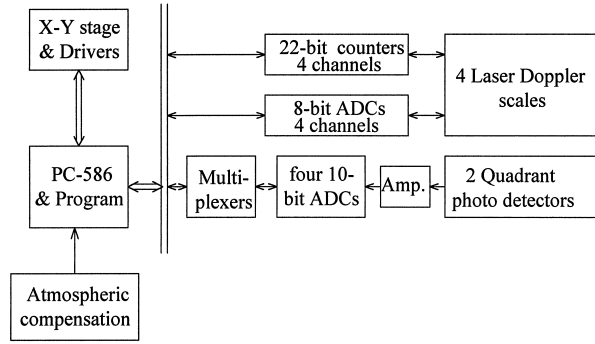 X-Y stage
& Drivers
22-bit counters
4 channels
4 Laser Doppler
scales
8-bit ADCs
4 channels
PC-586
& Program
Multi-
plexers
four 10-
bit ADCs
Amp.
2 Quadrant
photo detectors
Atmospheric
compensation